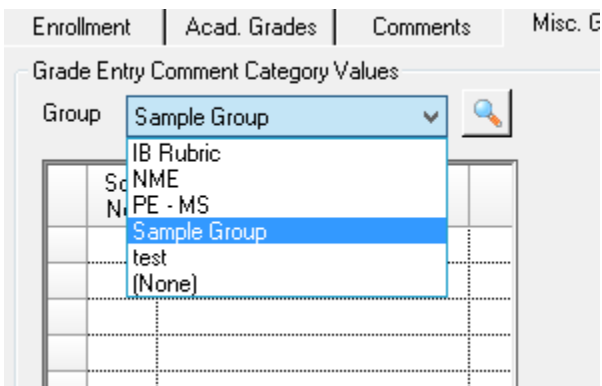 Enrollment Acad. Grades Comments Misc. G
Grade Entry Comment Category Values
Group Sample Group
IB Rubric
NME
PE - MS
Sample Group
test
(None)